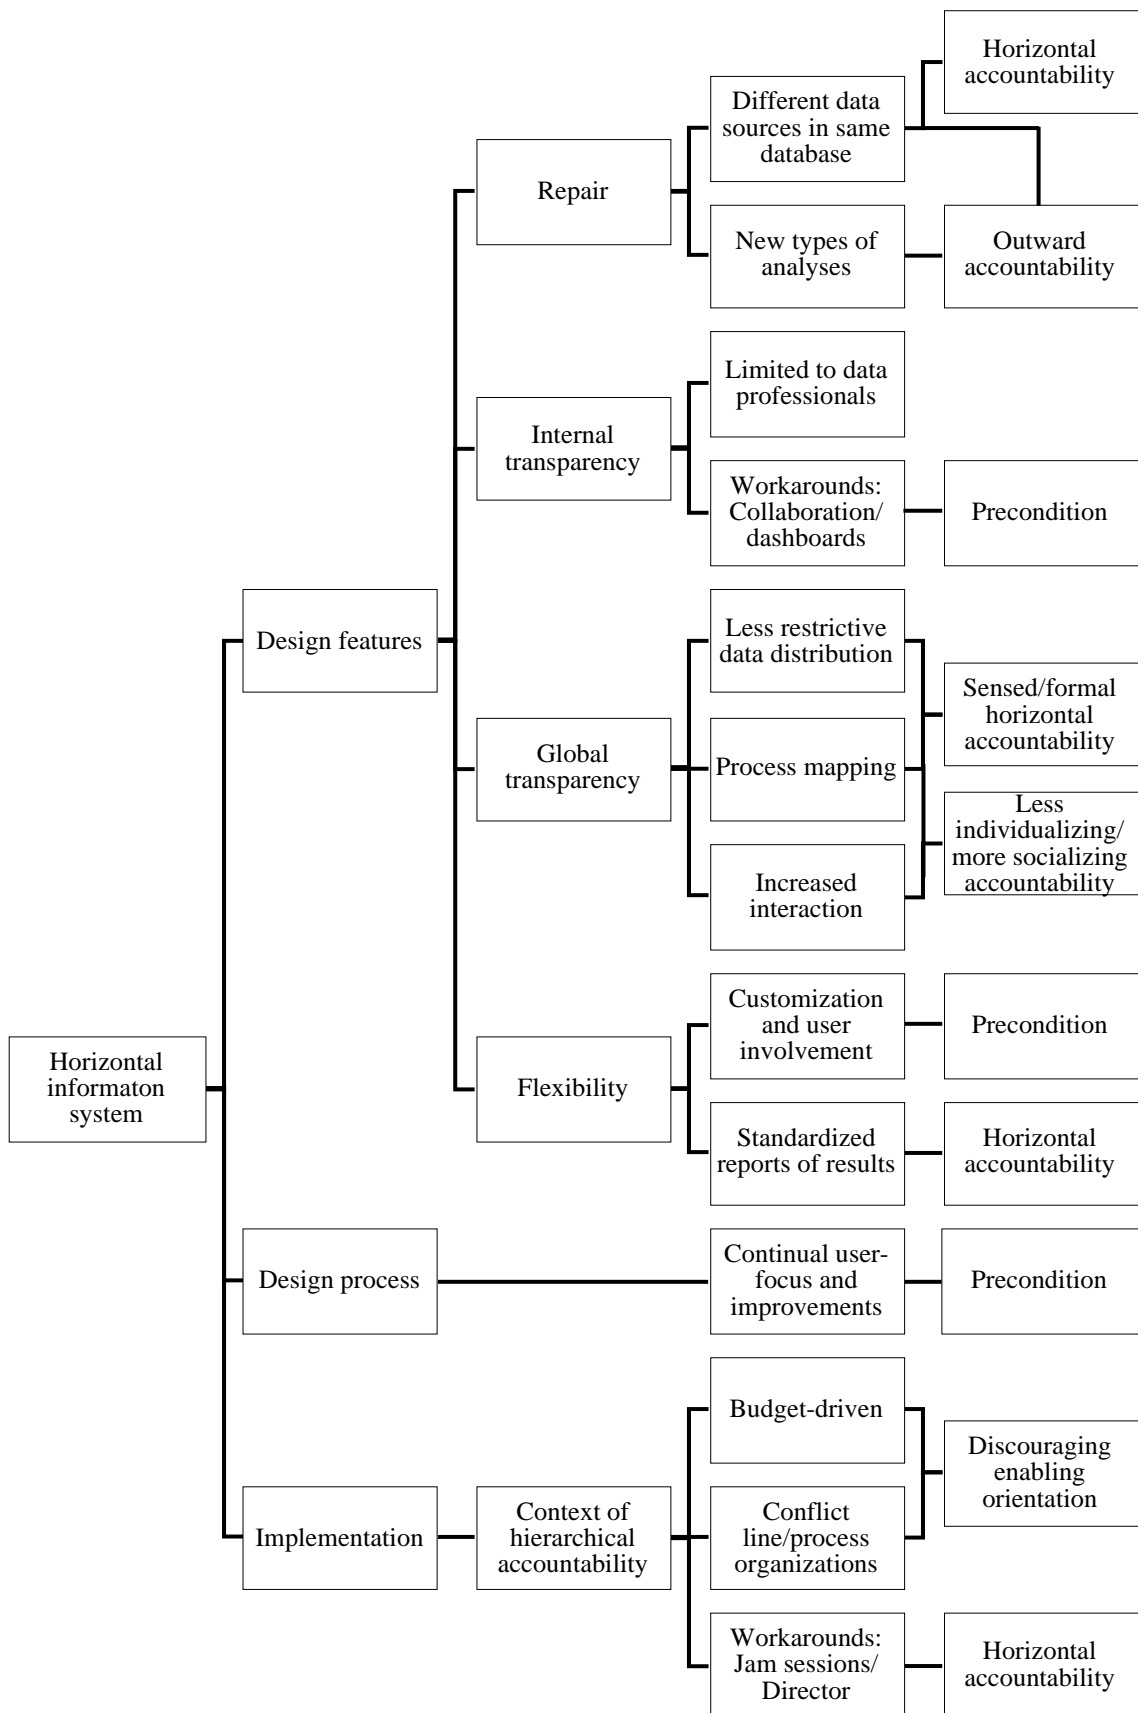 Horizontal
accountability
Different data
sources in same
database
Repair
New types of
analyses
Outward
accountability
Limited to data
professionals
Internal
transparency
Workarounds:
Collaboration/
dashboards
Precondition
Design features
Less restrictive
data distribution
Sensed/formal
horizontal
accountability
Global
transparency
Process mapping
Less
individualizing/
more socializing
accountability
Increased
interaction
Customization
and user
involvement
Precondition
Horizontal
informaton
system
Flexibility
Standardized
reports of results
Horizontal
accountability
Design process
Continual user-
focus and
improvements
Precondition
Budget-driven
Discouraging
enabling
orientation
Implementation
Context of
hierarchical
accountability
Conflict
line/process
organizations
Workarounds:
Jam sessions/
Director
Horizontal
accountability